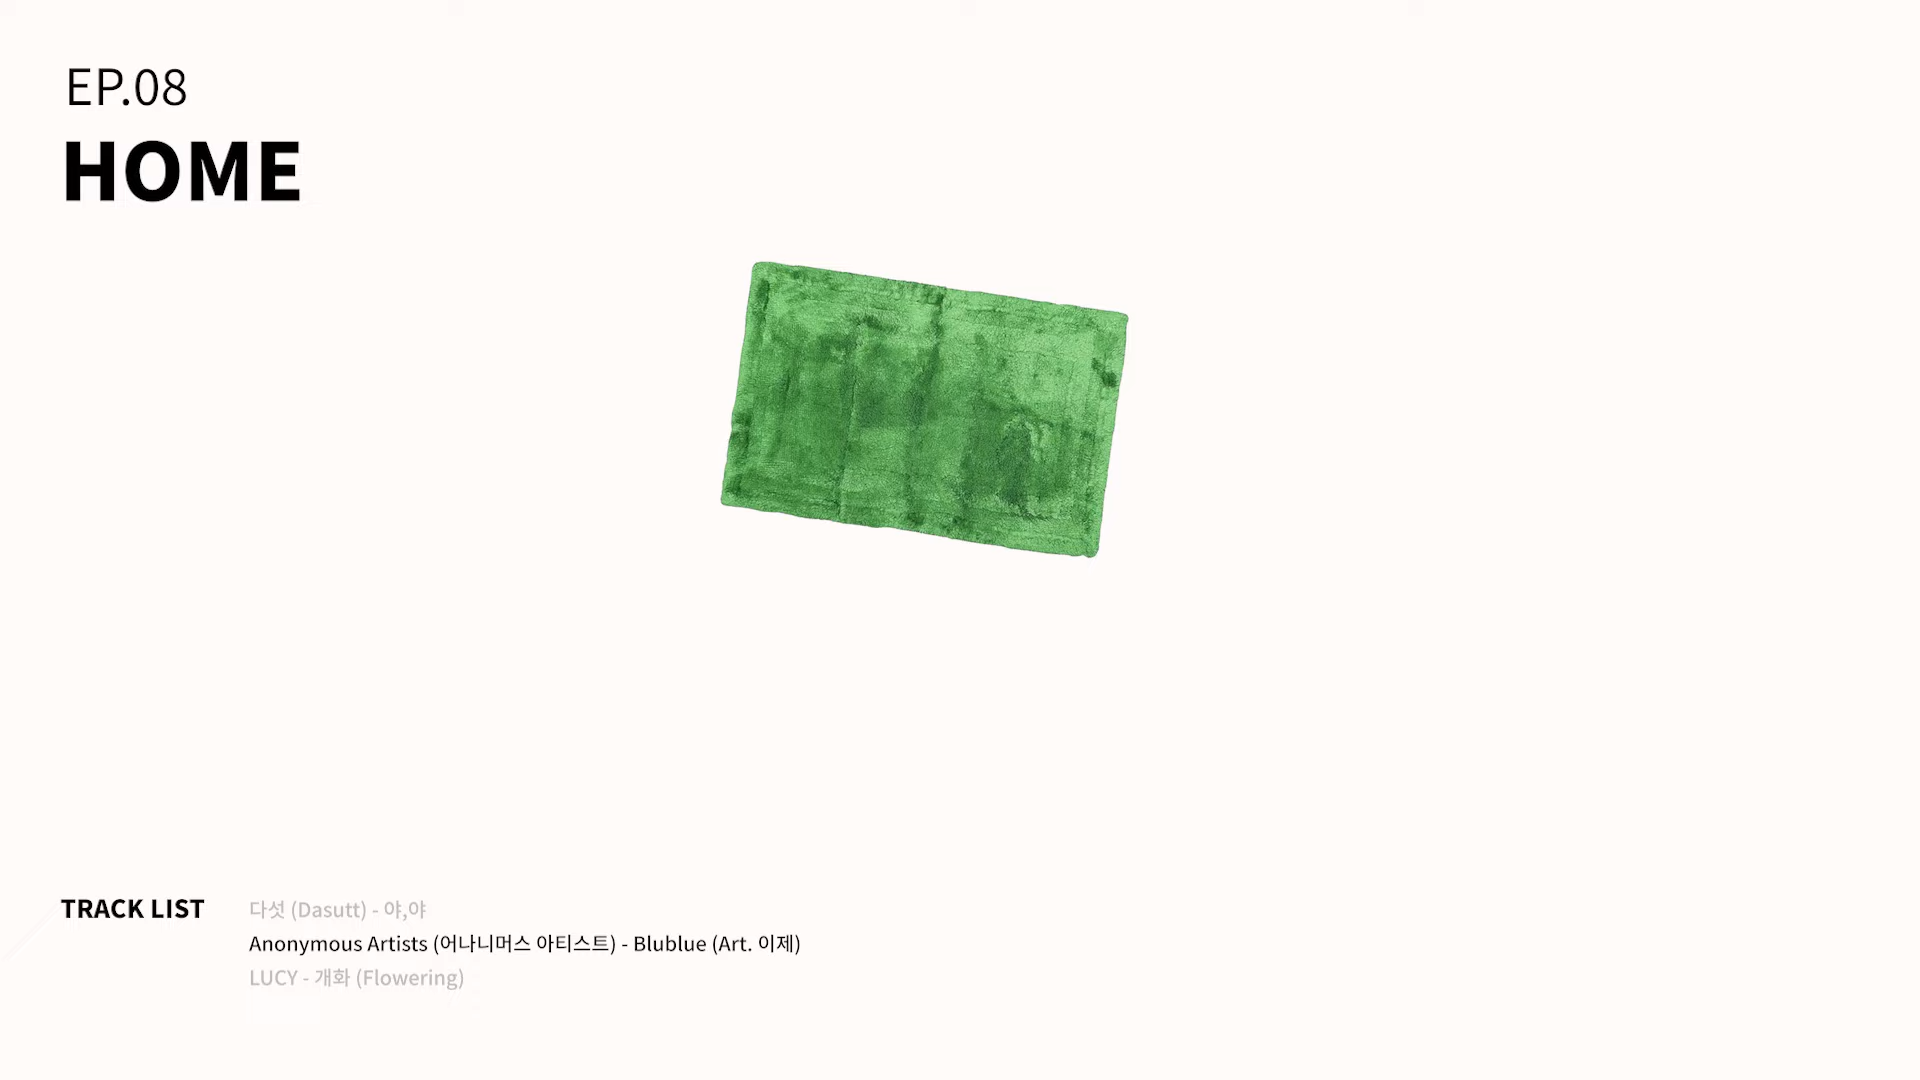 EP.08
HOME
TRACK LIST
다섯 (Dasutt) - 야,야
Anonymous Artists (어나니머스 아티스트) - Blublue (Art. 이제)
LUCY - 개화 (Flowering)